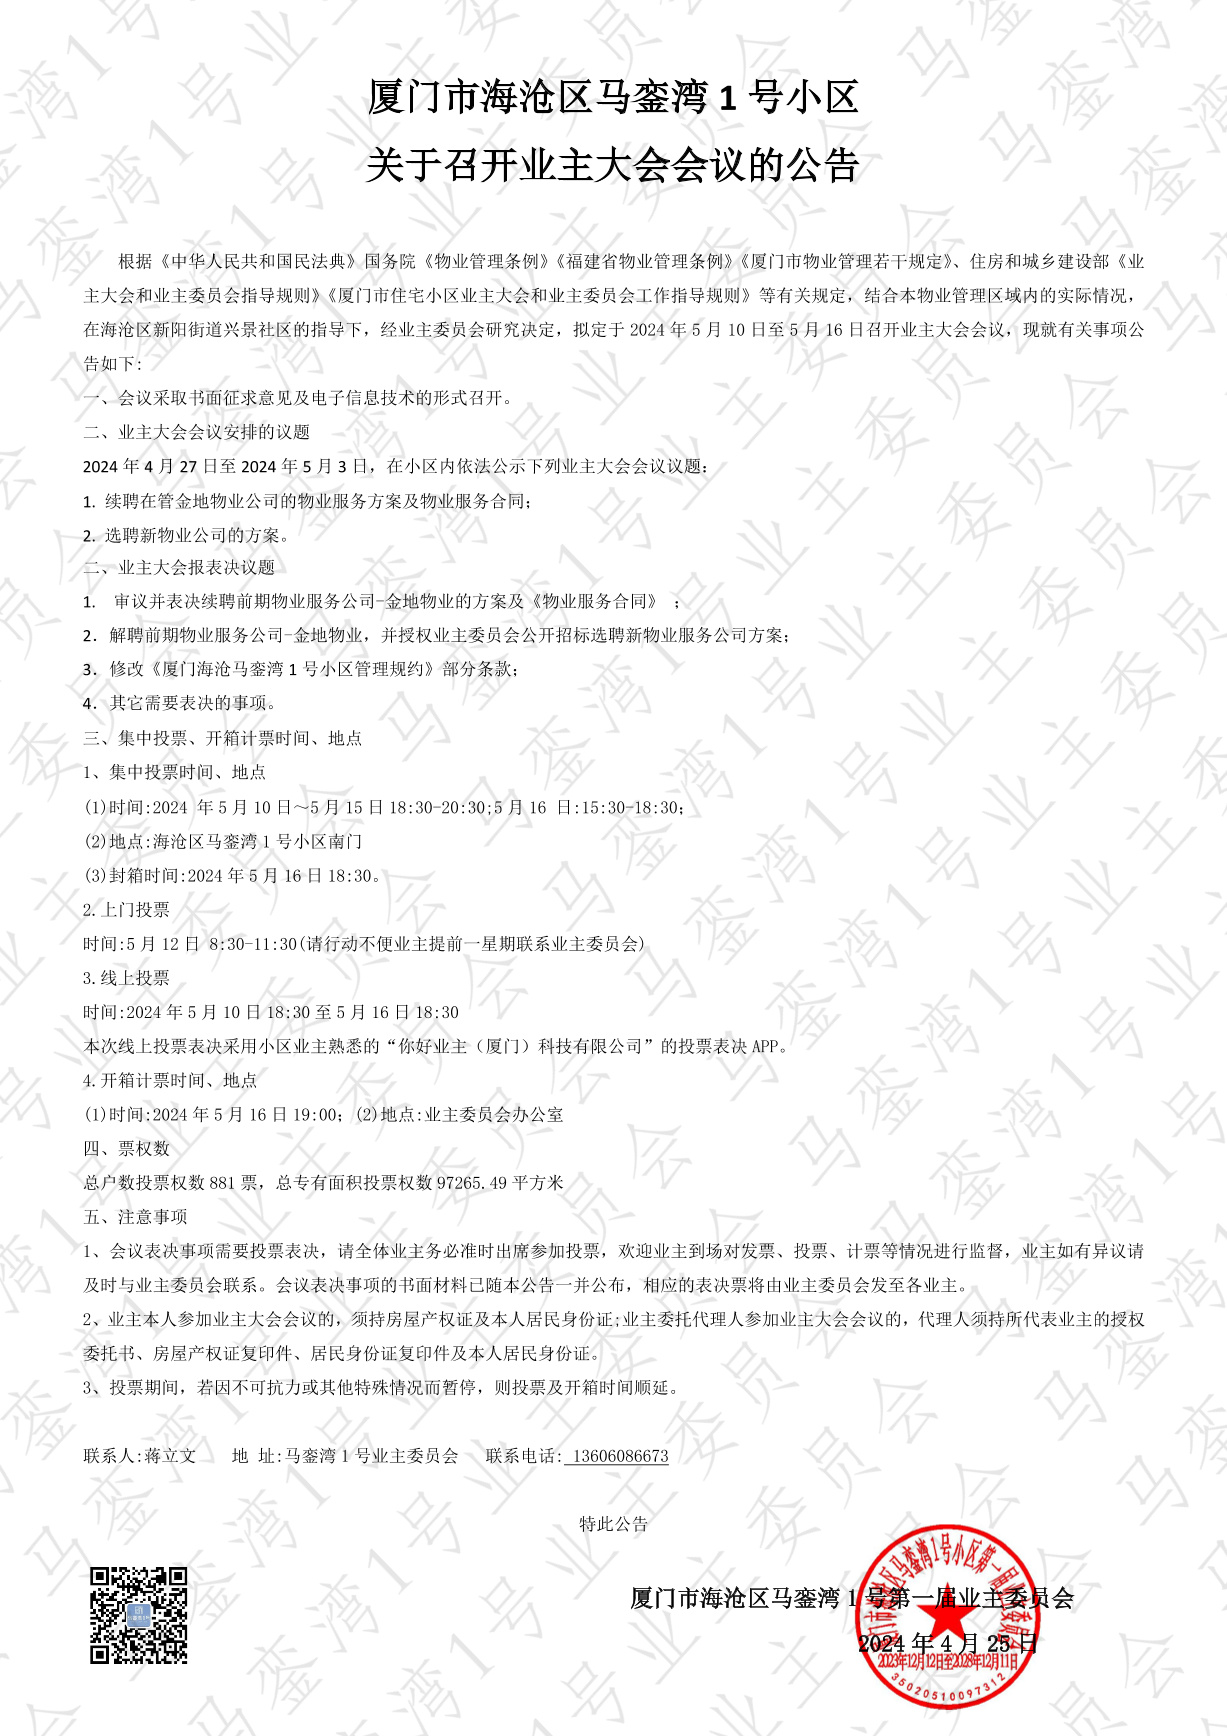 厦门市海沧区马銮湾 1 号小区
关于召开业主大会会议的公告
根据《中华人民共和国民法典》国务院《物业管理条例》《福建省物业管理条例》《厦门市物业管理若干规定》、住房和城乡建设部《业
主大会和业主委员会指导规则》《厦门市住宅小区业主大会和业主委员会工作指导规则》等有关规定，结合本物业管理区域内的实际情况，
在海沧区新阳街道兴景社区的指导下，经业主委员会研究决定，拟定于 2024 年 5 月 10 日至 5 月 16 日召开业主大会会议，现就有关事项公
告如下:
一、会议采取书面征求意见及电子信息技术的形式召开。
二、业主大会会议安排的议题
2024 年 4 月 27 日至 2024 年 5 月 3 日，在小区内依法公示下列业主大会会议议题：
1. 续聘在管金地物业公司的物业服务方案及物业服务合同；
2. 选聘新物业公司的方案。
二、业主大会报表决议题
1. 审议并表决续聘前期物业服务公司-金地物业的方案及《物业服务合同》 ；
2. 解聘前期物业服务公司-金地物业，并授权业主委员会公开招标选聘新物业服务公司方案；
3. 修改《厦门海沧马銮湾 1 号小区管理规约》部分条款；
4. 其它需要表决的事项。
三、集中投票、开箱计票时间、地点
1、集中投票时间、地点
(1)时间:2024 年 5 月 10 日～5 月 15 日 18:30-20:30;5 月 16 日:15:30-18:30；
(2)地点:海沧区马銮湾 1 号小区南门
(3)封箱时间:2024 年 5 月 16 日 18:30。
2.上门投票
时间:5 月 12 日 8:30-11:30(请行动不便业主提前一星期联系业主委员会)
3.线上投票
时间:2024 年 5 月 10 日 18:30 至 5 月 16 日 18:30
本次线上投票表决采用小区业主熟悉的“你好业主（厦门）科技有限公司”的投票表决 APP。
4.开箱计票时间、地点
(1)时间:2024 年 5 月 16 日 19:00；(2)地点:业主委员会办公室
四、票权数
总户数投票权数 881 票，总专有面积投票权数 97265.49 平方米
五、注意事项
1、会议表决事项需要投票表决，请全体业主务必准时出席参加投票，欢迎业主到场对发票、投票、计票等情况进行监督，业主如有异议请
及时与业主委员会联系。会议表决事项的书面材料已随本公告一并公布，相应的表决票将由业主委员会发至各业主。
2、业主本人参加业主大会会议的，须持房屋产权证及本人居民身份证;业主委托代理人参加业主大会会议的，代理人须持所代表业主的授权
委托书、房屋产权证复印件、居民身份证复印件及本人居民身份证。
3、投票期间，若因不可抗力或其他特殊情况而暂停，则投票及开箱时间顺延。
联系人:蒋立文 地 址:马銮湾 1 号业主委员会 联系电话: 13606086673
特此公告
厦门市海沧区马銮湾 1 号第一届业主委员会
2024 年 4 月 25 日
厦门市海沧区马銮湾1号小区第一届业主委员会
2023年12月12日至2028年12月11日
35020510097312
马銮湾1号业主委员会